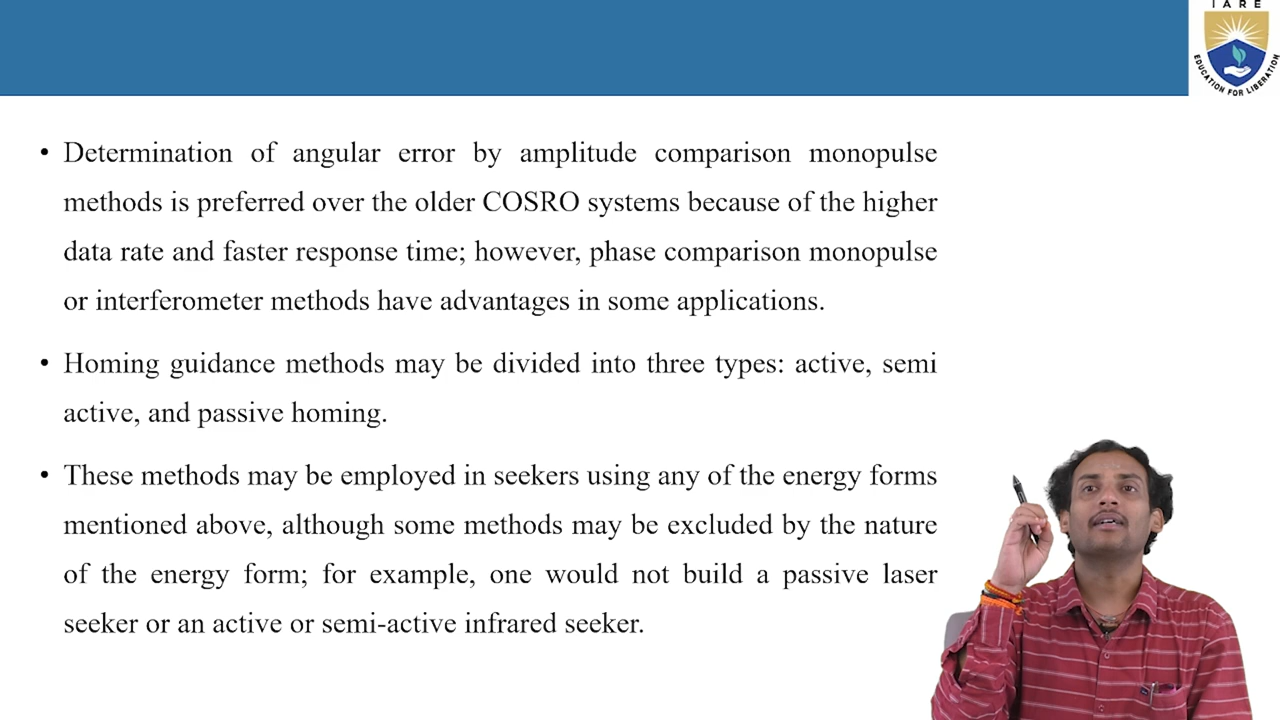 IARE
EDUCATION FOR LIBERATION
• Determination of angular error by amplitude comparison monopulse
methods is preferred over the older COSRO systems because of the higher
data rate and faster response time; however, phase comparison monopulse
or interferometer methods have advantages in some applications.
• Homing guidance methods may be divided into three types: active, semi
active, and passive homing.
• These methods may be employed in seekers using any of the energy forms
mentioned above, although some methods may be excluded by the nature
of the energy form; for example, one would not build a passive laser
seeker or an active or semi-active infrared seeker.